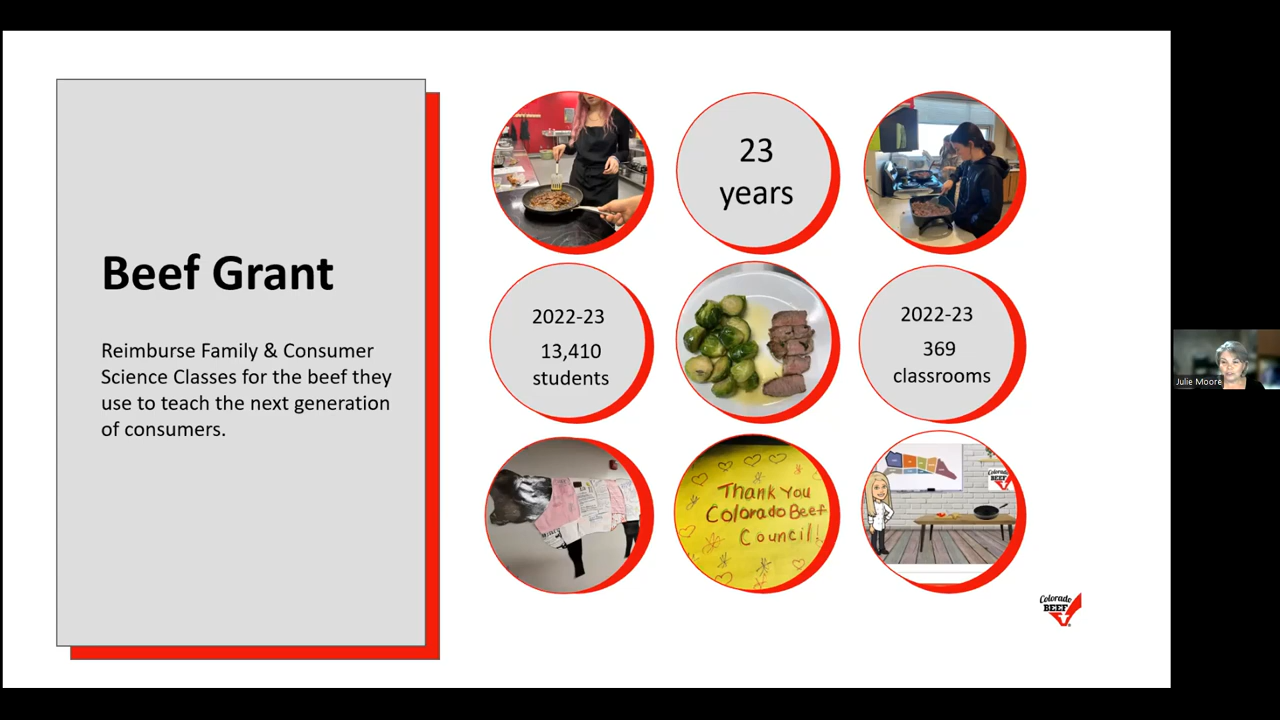 Beef Grant
Reimburse Family & Consumer
Science Classes for the beef they
use to teach the next generation
of consumers.
23
years
2022-23
13,410
students
2022-23
369
classrooms
Thank You
Colorado Beef
Council!
Colorado
BEEF
Colorado
BEEF
Julie Moore